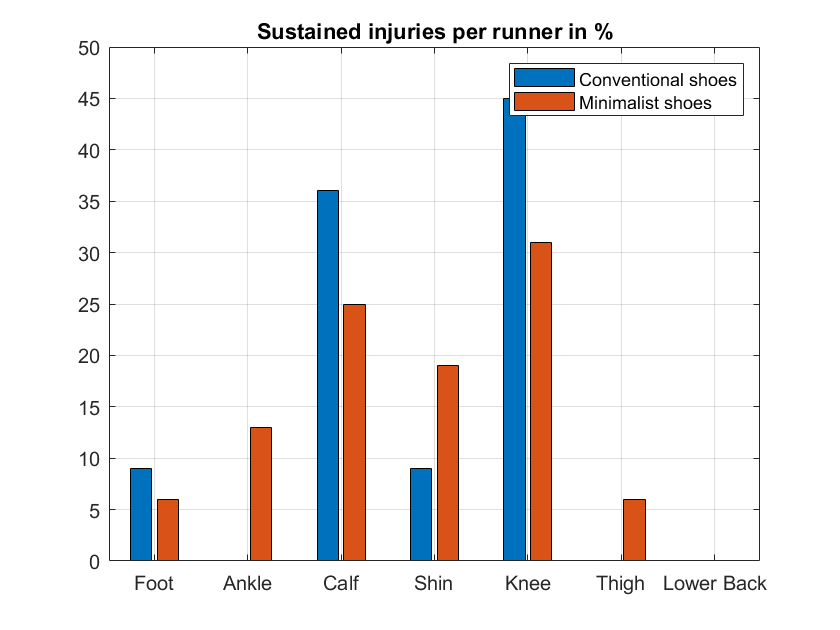 Sustained injuries per runner in %
50
45
40
35
30
25
20
15
10
5
0
Conventional shoes
Minimalist shoes
Foot Ankle Calf Shin Knee Thigh Lower Back